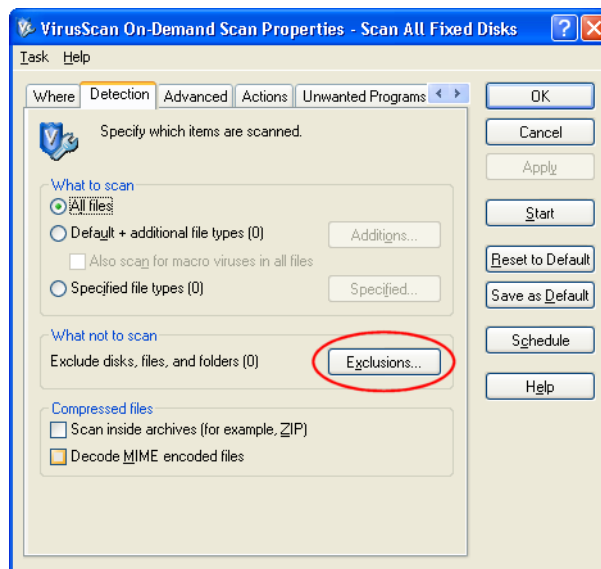 VirusScan On-Demand Scan Properties - Scan All Fixed Disks
Task Help
Where Detection Advanced Actions Unwanted Programs
Specify which items are scanned.
What to scan
All files
Default + additional file types (0) Additions...
Also scan for macro viruses in all files
Specified file types (0) Specified...
What not to scan
Exclude disks, files, and folders (0) Exclusions...
Compressed files
Scan inside archives (for example, ZIP)
Decode MIME encoded files
OK
Cancel
Apply
Start
Reset to Default
Save as Default
Schedule
Help